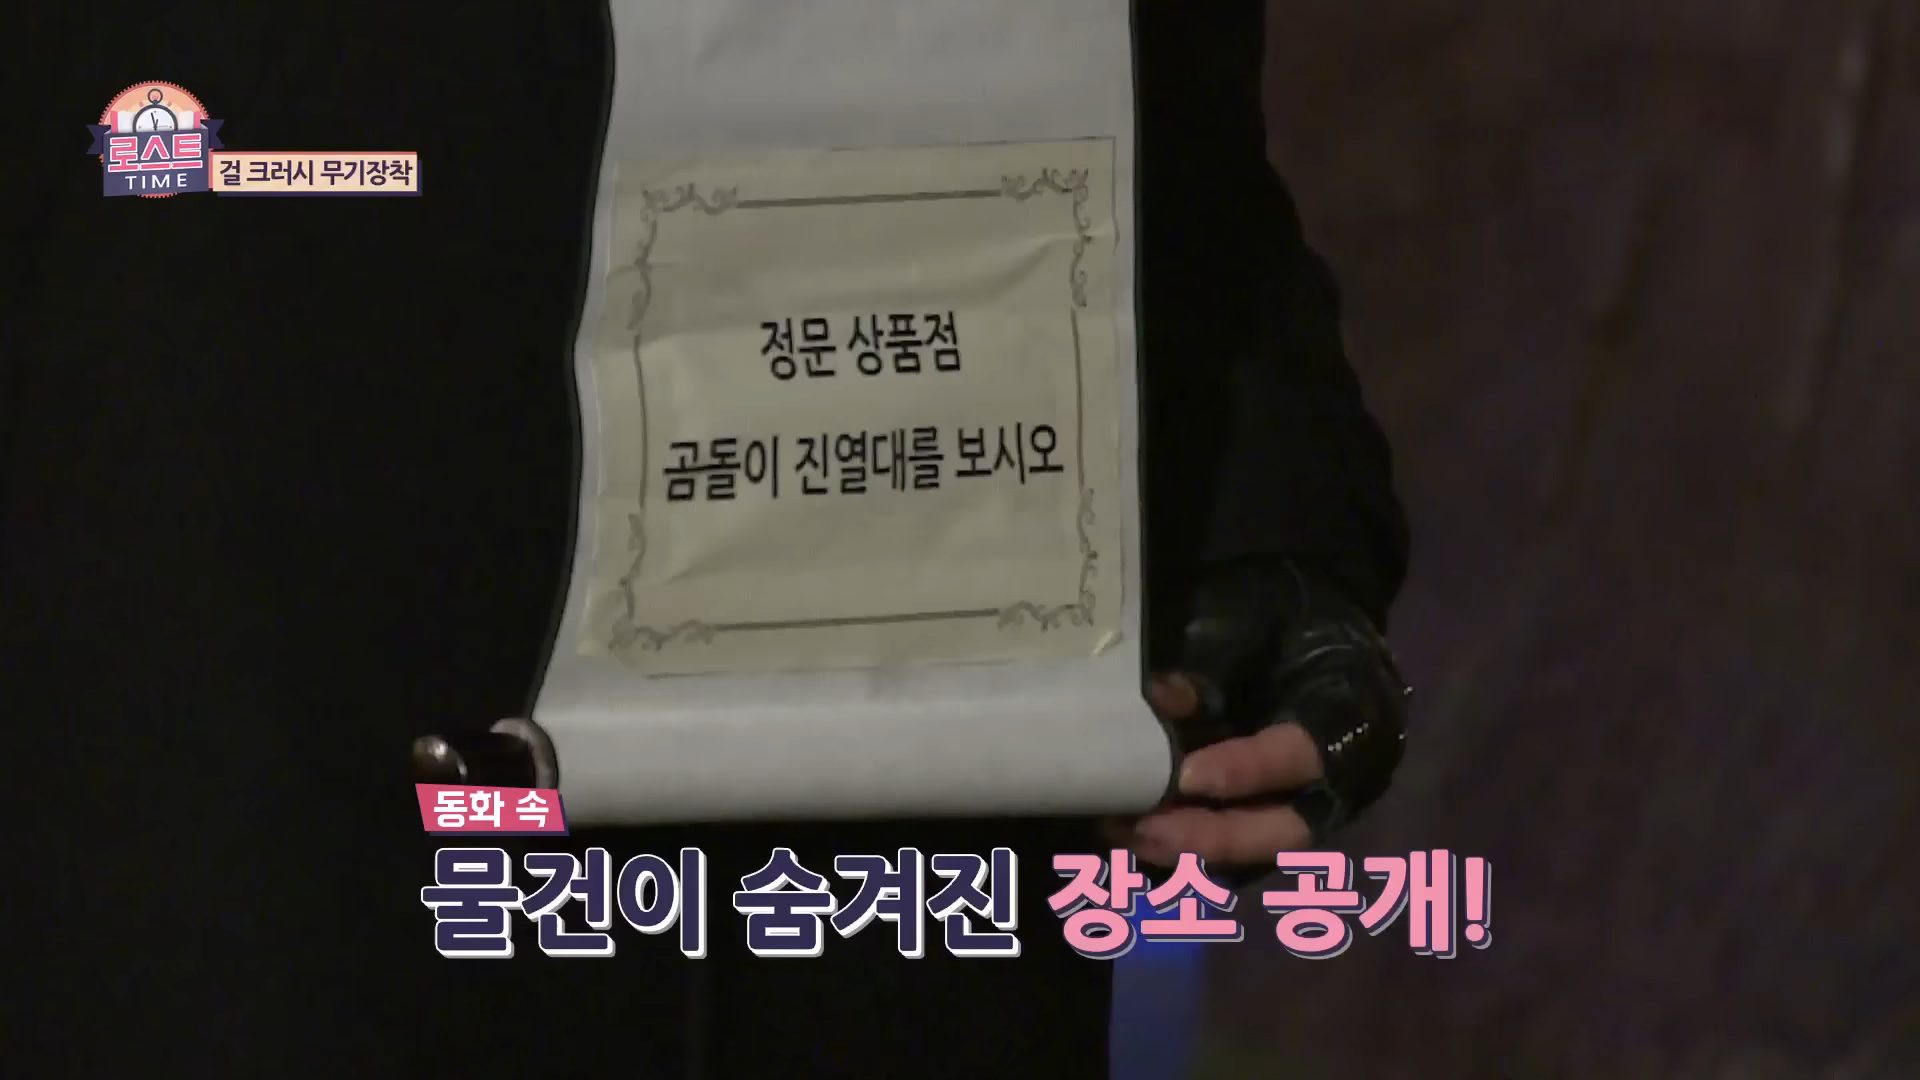 로스트
TIME
걸 크러시 무기장착
정문 상품점
곰돌이 진열대를 보시오
동화 속
물건이 숨겨진 장소 공개!